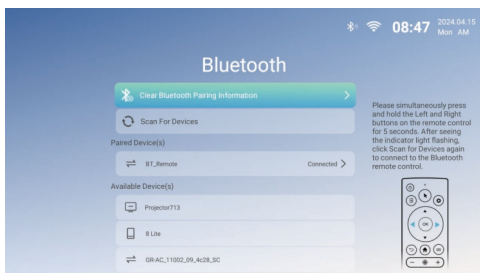 08:47
2024.04.15
Mon AM
Bluetooth
Clear Bluetooth Pairing Information
Scan For Devices
Paired Device(s)
BT_Remote
Connected
Available Device(s)
Projector713
8 Lite
GR-AC_11002_09_4c28_SC
Please simultaneously press
and hold the Left and Right
buttons on the remote control
for 5 seconds. After seeing
the indicator light flashing,
click Scan for Devices again
to connect to the Bluetooth
remote control.
OK